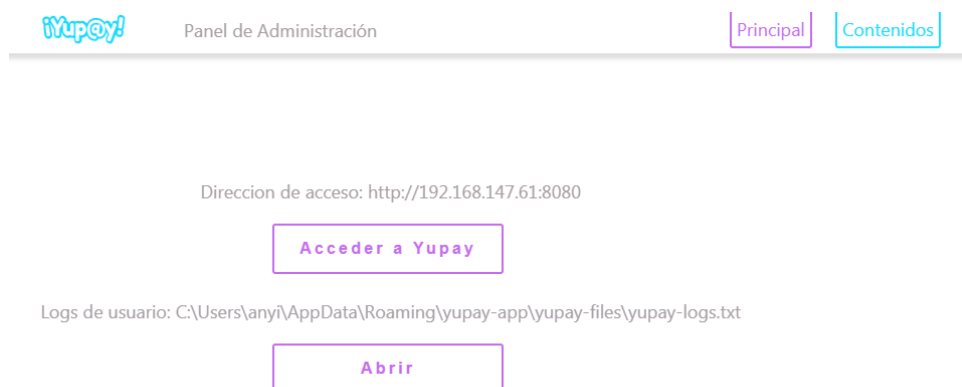 ¡Yup@y!
Panel de Administración
Principal
Contenidos
Direccion de acceso: http://192.168.147.61:8080
Acceder a Yupay
Logs de usuario: C:\Users\anyi\AppData\Roaming\yupay-app\yupay-files\yupay-logs.txt
Abrir